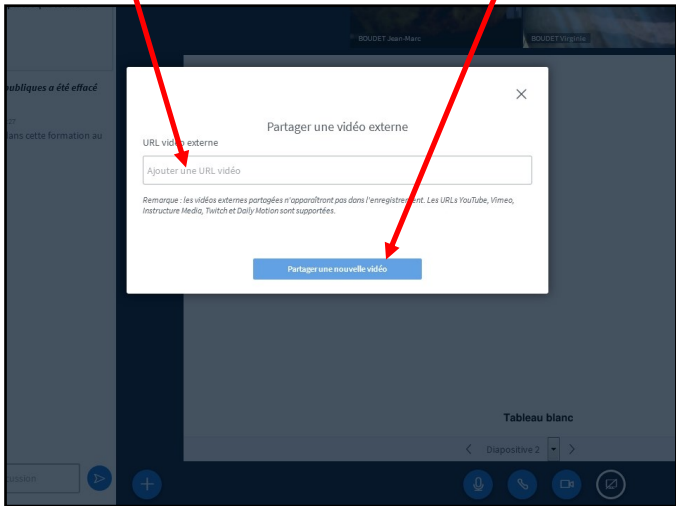 BOUDET Jean-Marc
BOUDET Virginie
publiques a été effacé
dans cette formation au
Partager une vidéo externe
URL vidéo externe
Ajouter une URL vidéo
Remarque : les vidéos externes partagées n'apparaîtront pas dans l'enregistrement. Les URLs YouTube, Vimeo,
Instructure Media, Twitch et Daily Motion sont supportées.
Partager une nouvelle vidéo
Tableau blanc
Diapositive 2